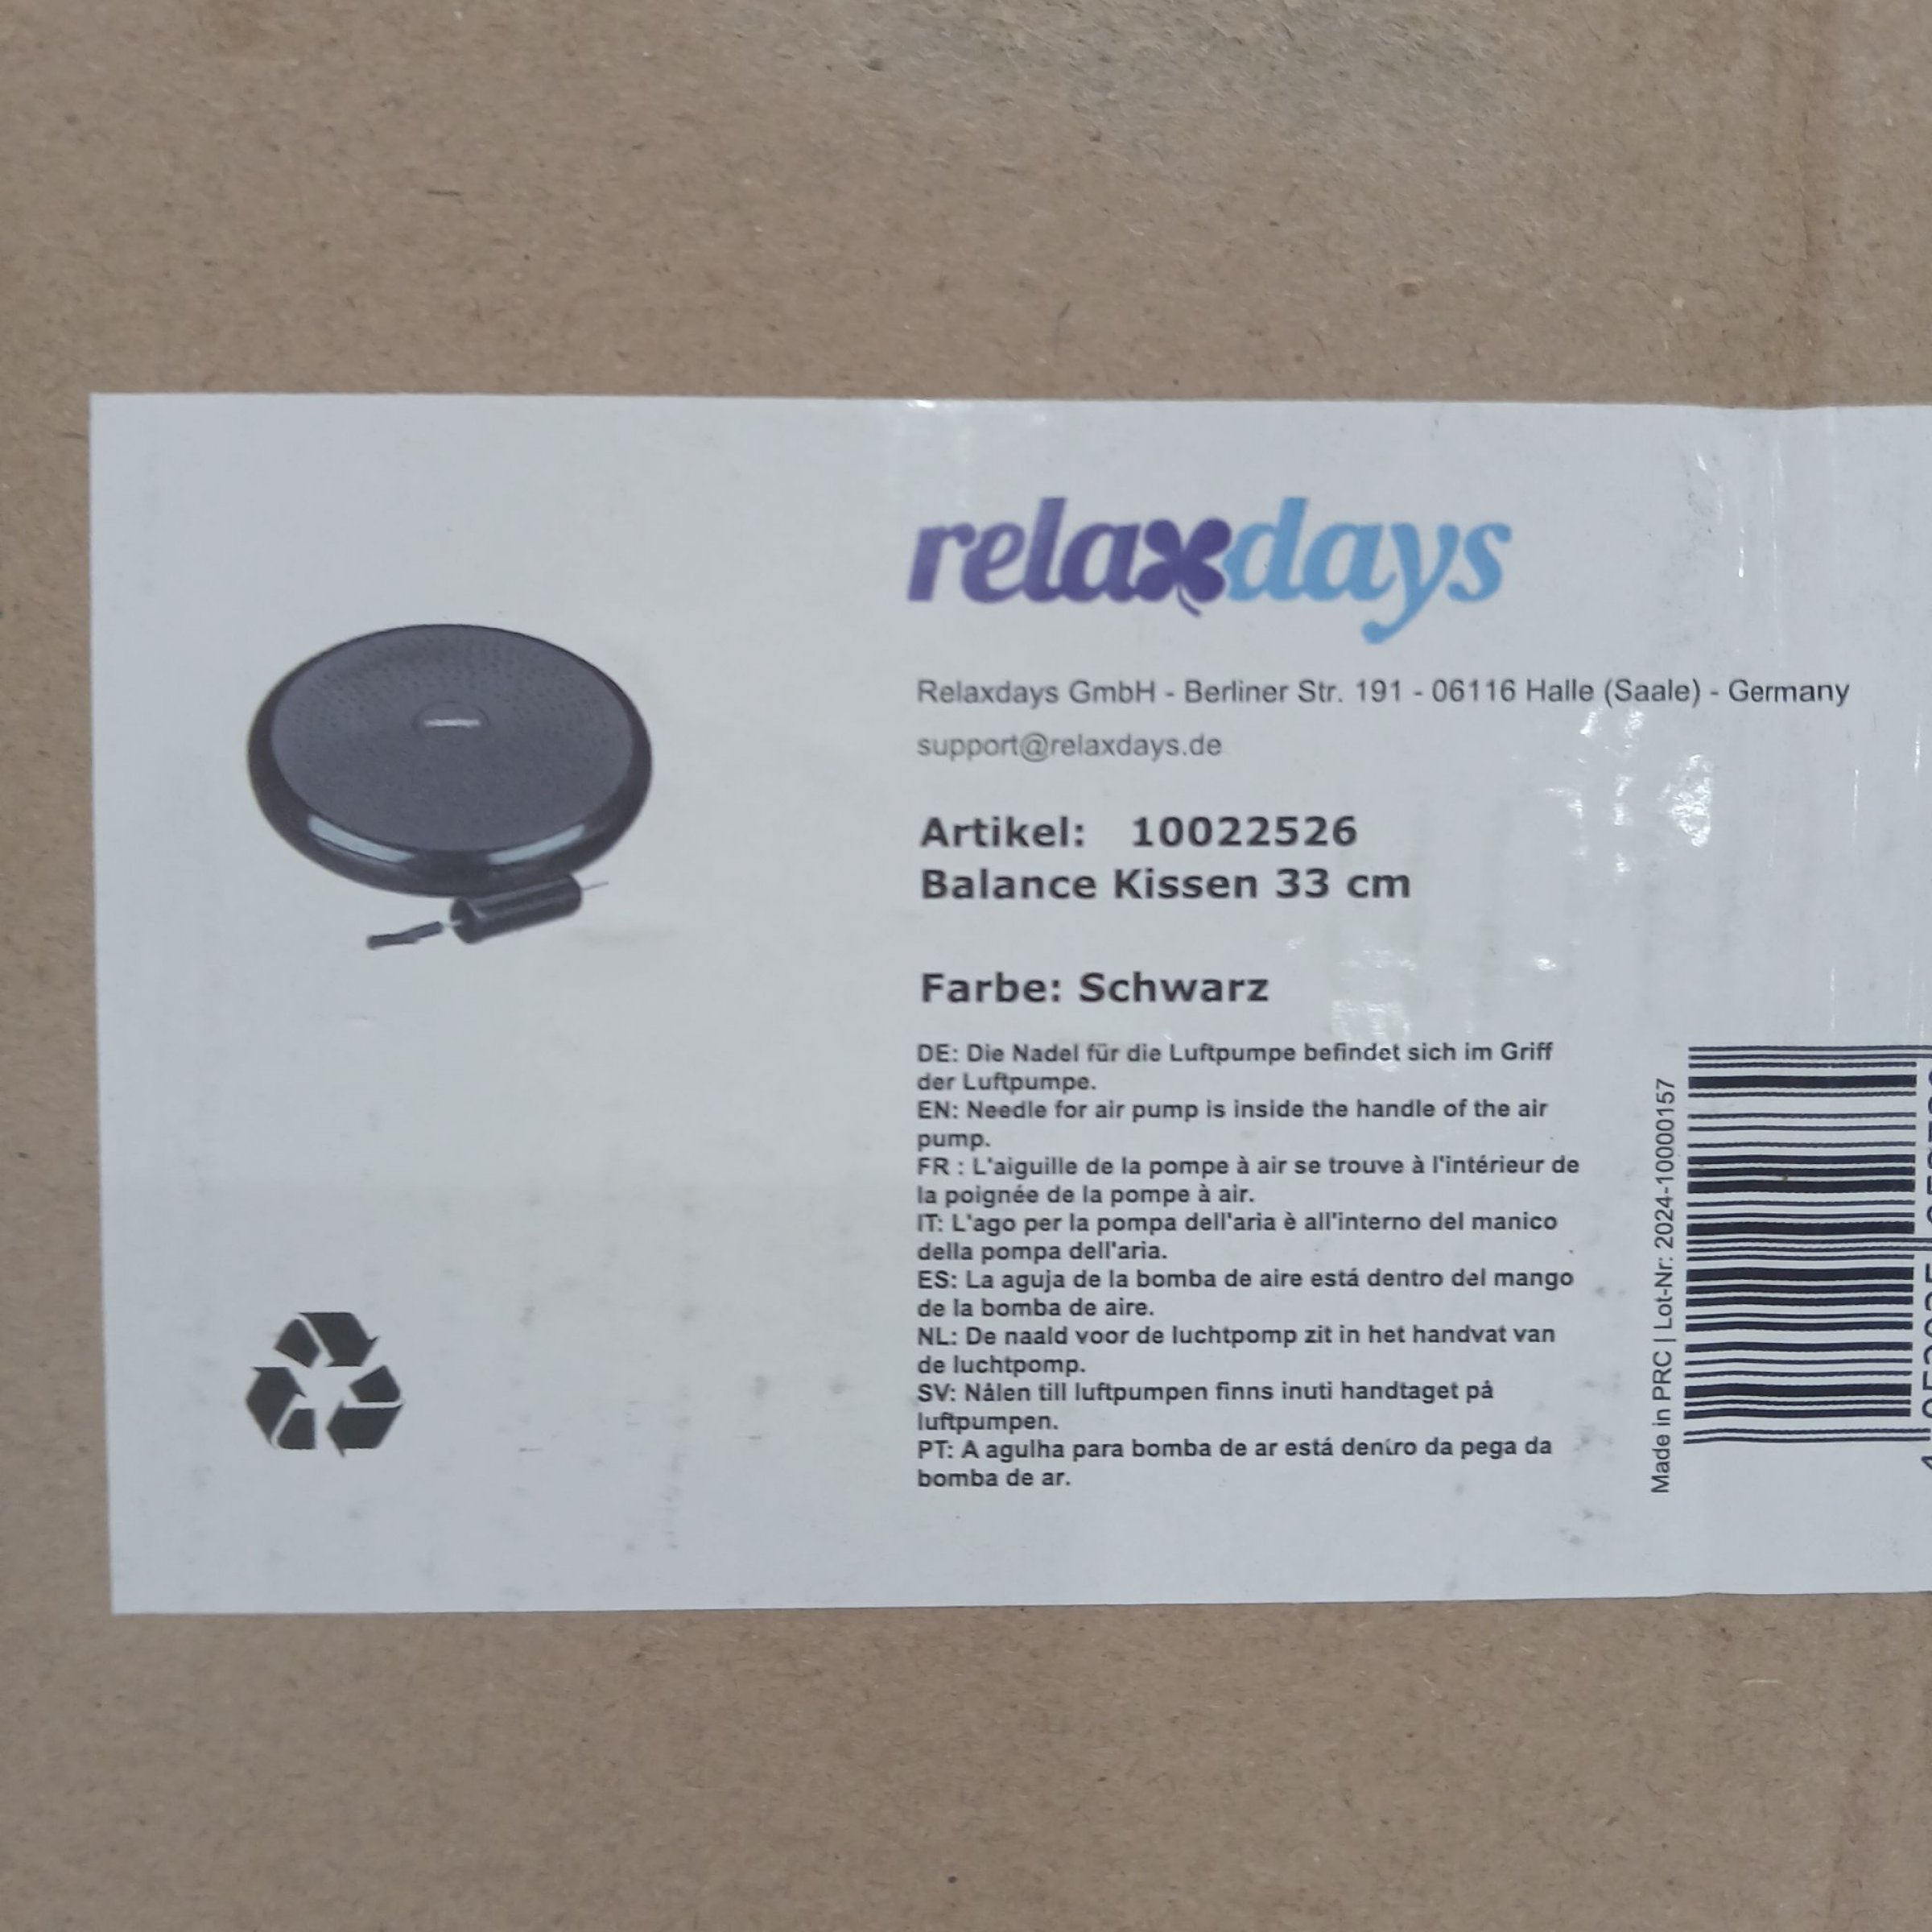 relaxdays
Relaxdays GmbH - Berliner Str. 191 - 06116 Halle (Saale) - Germany
support@relaxdays.de
Artikel: 10022526
Balance Kissen 33 cm
Farbe: Schwarz
DE: Die Nadel für die Luftpumpe befindet sich im Griff
der Luftpumpe.
EN: Needle for air pump is inside the handle of the air
pump.
FR : L'aiguille de la pompe à air se trouve à l'intérieur de
la poignée de la pompe à air.
IT: L'ago per la pompa dell'aria è all'interno del manico
della pompa dell'aria.
ES: La aguja de la bomba de aire está dentro del mango
de la bomba de aire.
NL: De naald voor de luchtpomp zit in het handvat van
de luchtpomp.
SV: Nålen till luftpumpen finns inuti handtaget på
luftpumpen.
PT: A agulha para bomba de ar está dentro da pega da
bomba de ar.
Made in PRC | Lot-Nr: 2024-10000157